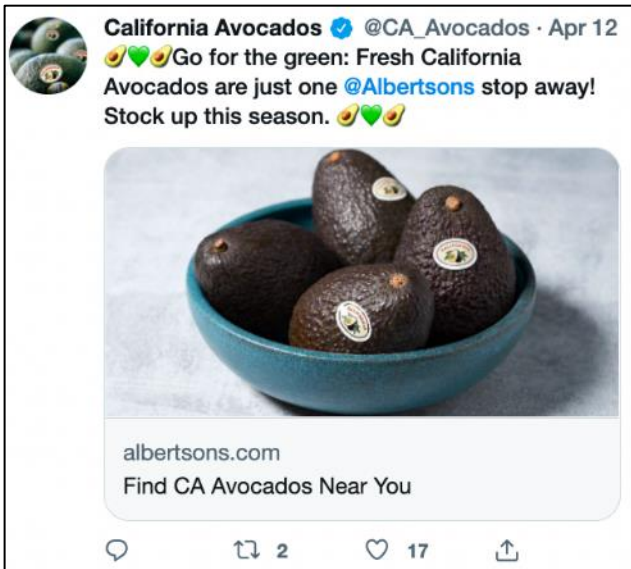 California Avocados @CA_Avocados · Apr 12
🥑💚🥑Go for the green: Fresh California
Avocados are just one @Albertsons stop away!
Stock up this season. 🥑💚🥑
albertsons.com
Find CA Avocados Near You
2 17